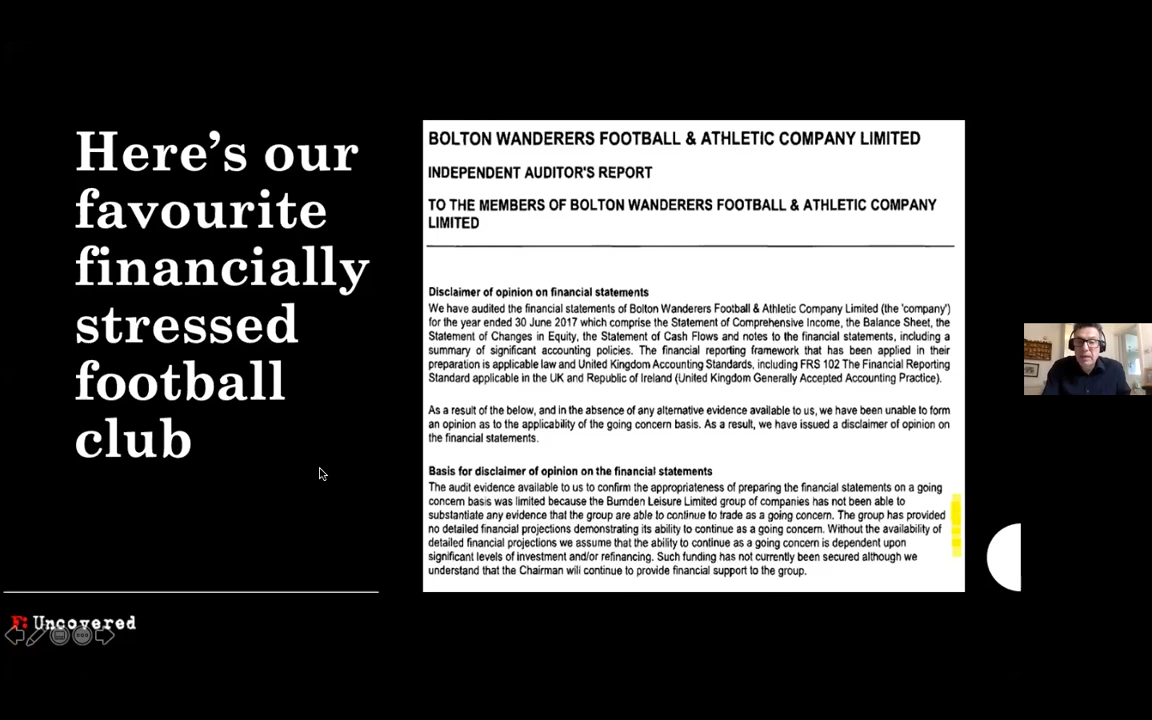 Here's our
favourite
financially
stressed
football
club
BOLTON WANDERERS FOOTBALL & ATHLETIC COMPANY LIMITED
INDEPENDENT AUDITOR'S REPORT
TO THE MEMBERS OF BOLTON WANDERERS FOOTBALL & ATHLETIC COMPANY
LIMITED
Disclaimer of opinion on financial statements
We have audited the financial statements of Bolton Wanderers Football & Athletic Company Limited (the 'company')
for the year ended 30 June 2017 which comprise the Statement of Comprehensive Income, the Balance Sheet, the
Statement of Changes in Equity, the Statement of Cash Flows and notes to the financial statements, including a
summary of significant accounting policies. The financial reporting framework that has been applied in their
preparation is applicable law and United Kingdom Accounting Standards, including FRS 102 The Financial Reporting
Standard applicable in the UK and Republic of Ireland (United Kingdom Generally Accepted Accounting Practice).
As a result of the below, and in the absence of any alternative evidence available to us, we have been unable to form
an opinion as to the applicability of the going concern basis. As a result, we have issued a disclaimer of opinion on
the financial statements.
Basis for disclaimer of opinion on the financial statements
The audit evidence available to us to confirm the appropriateness of preparing the financial statements on a going
concern basis was limited because the Burnden Leisure Limited group of companies has not been able to
substantiate any evidence that the group are able to continue to trade as a going concern. The group has provided
no detailed financial projections demonstrating its ability to continue as a going concern. Without the availability of
detailed financial projections we assume that the ability to continue as a going concern is dependent upon
significant levels of investment and/or refinancing. Such funding has not currently been secured although we
understand that the Chairman will continue to provide financial support to the group.
F: Uncovered